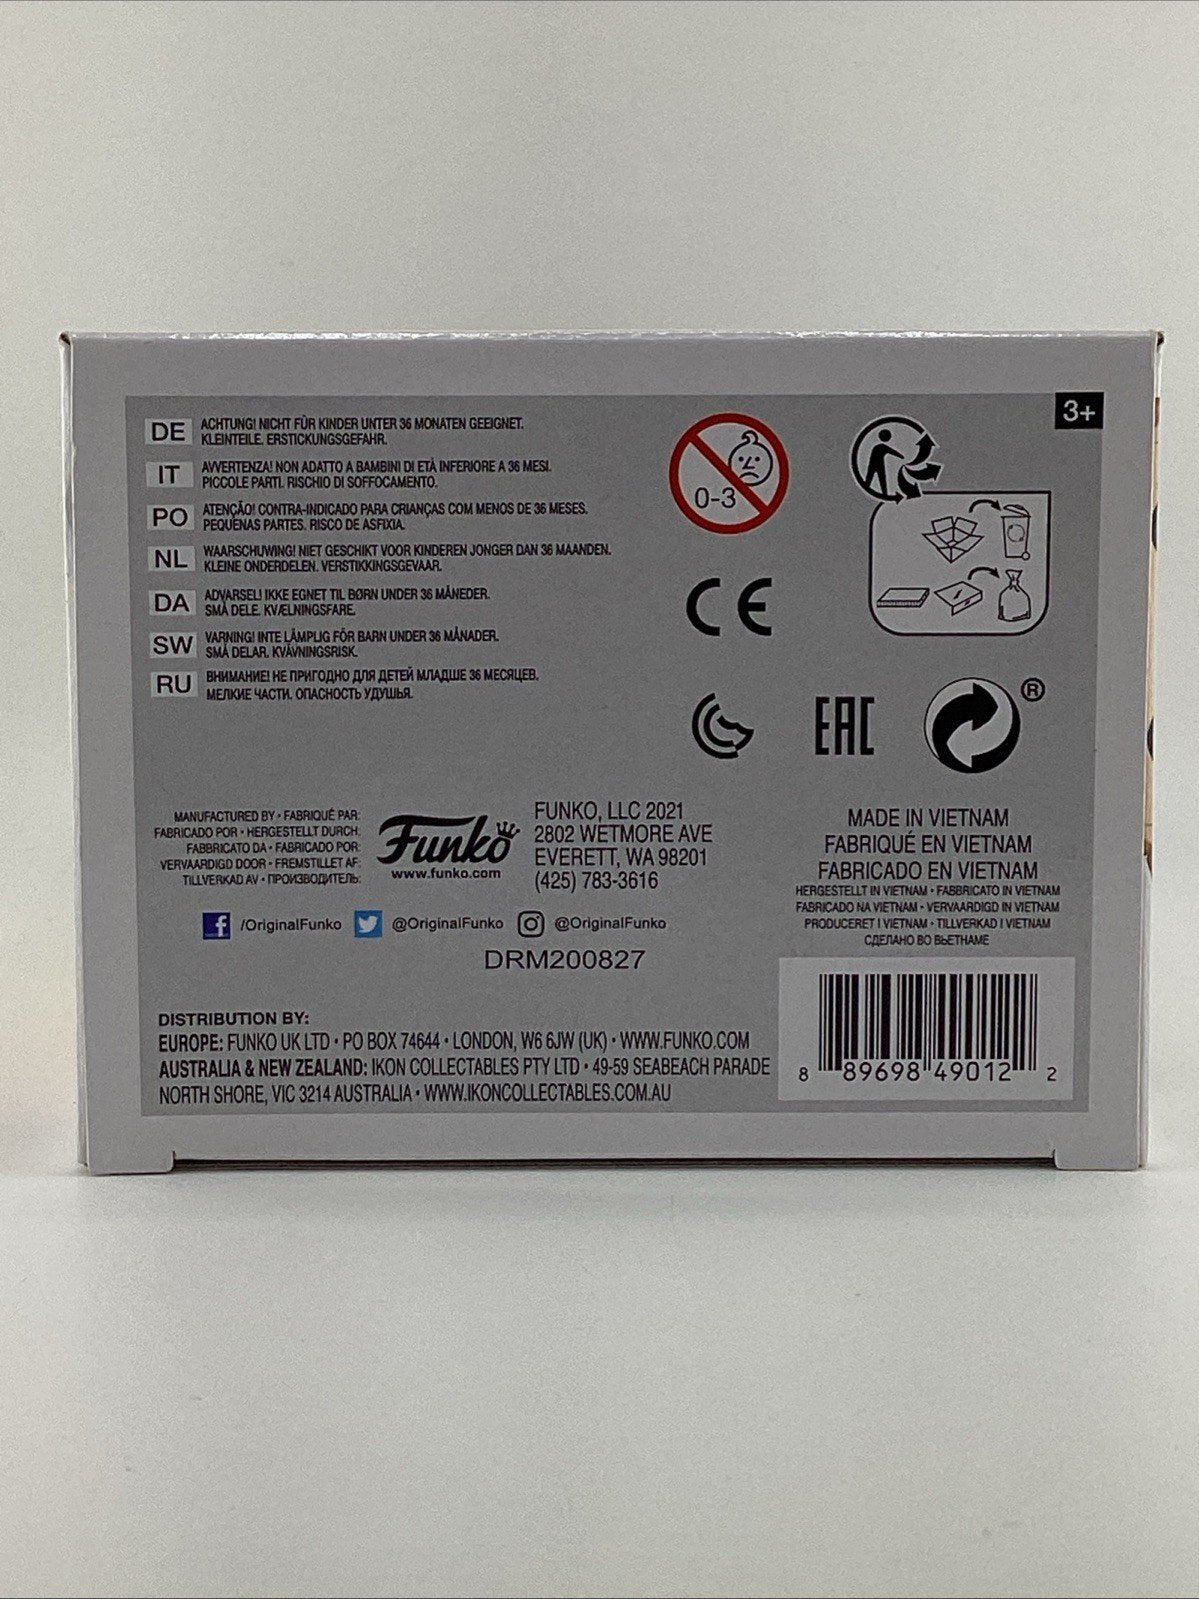 3+
DE ACHTUNG! NICHT FÜR KINDER UNTER 36 MONATEN GEEIGNET.
KLEINTEILE. ERSTICKUNGSGEFAHR.
IT AVVERTENZA! NON ADATTO A BAMBINI DI ETÀ INFERIORE A 36 MESI.
PICCOLE PARTI. RISCHIO DI SOFFOCAMENTO.
PO ATENÇÃO! CONTRA-INDICADO PARA CRIANÇAS COM MENOS DE 36 MESES.
PEQUENAS PARTES. RISCO DE ASFIXIA.
NL WAARSCHUWING! NIET GESCHIKT VOOR KINDEREN JONGER DAN 36 MAANDEN.
KLEINE ONDERDELEN. VERSTIKKINGSGEVAAR.
DA ADVARSEL! IKKE EGNET TIL BØRN UNDER 36 MÅNEDER.
SMÅ DELE. KVÆLNINGSFARE.
SW VARNING! INTE LÄMPLIG FÖR BARN UNDER 36 MÅNADER.
SMÅ DELAR. KVÄVNINGSRISK.
RU ВНИМАНИЕ! НЕ ПРИГОДНО ДЛЯ ДЕТЕЙ МЛАДШЕ 36 МЕСЯЦЕВ.
МЕЛКИЕ ЧАСТИ. ОПАСНОСТЬ УДУШЬЯ.
0-3
CE
EAC
®
MANUFACTURED BY • FABRIQUÉ PAR:
FABRICADO POR • HERGESTELLT DURCH:
FABBRICATO DA • FABRICADO POR:
VERVAARDIGD DOOR • FREMSTILLET AF:
TILLVERKAD AV • ПРОИЗВОДИТЕЛЬ:
Funko
www.funko.com
FUNKO, LLC 2021
2802 WETMORE AVE
EVERETT, WA 98201
(425) 783-3616
/OriginalFunko @OriginalFunko @OriginalFunko
DRM200827
MADE IN VIETNAM
FABRIQUÉ EN VIETNAM
FABRICADO EN VIETNAM
HERGESTELLT IN VIETNAM • FABBRICATO IN VIETNAM
FABRICADO NA VIETNAM • VERVAARDIGD IN VIETNAM
PRODUCERET I VIETNAM • TILLVERKAD I VIETNAM
СДЕЛАНО ВО ВЬЕТНАМЕ
DISTRIBUTION BY:
EUROPE: FUNKO UK LTD • PO BOX 74644 • LONDON, W6 6JW (UK) • WWW.FUNKO.COM
AUSTRALIA & NEW ZEALAND: IKON COLLECTABLES PTY LTD • 49-59 SEABEACH PARADE
NORTH SHORE, VIC 3214 AUSTRALIA • WWW.IKONCOLLECTABLES.COM.AU
8 89698 49012 2